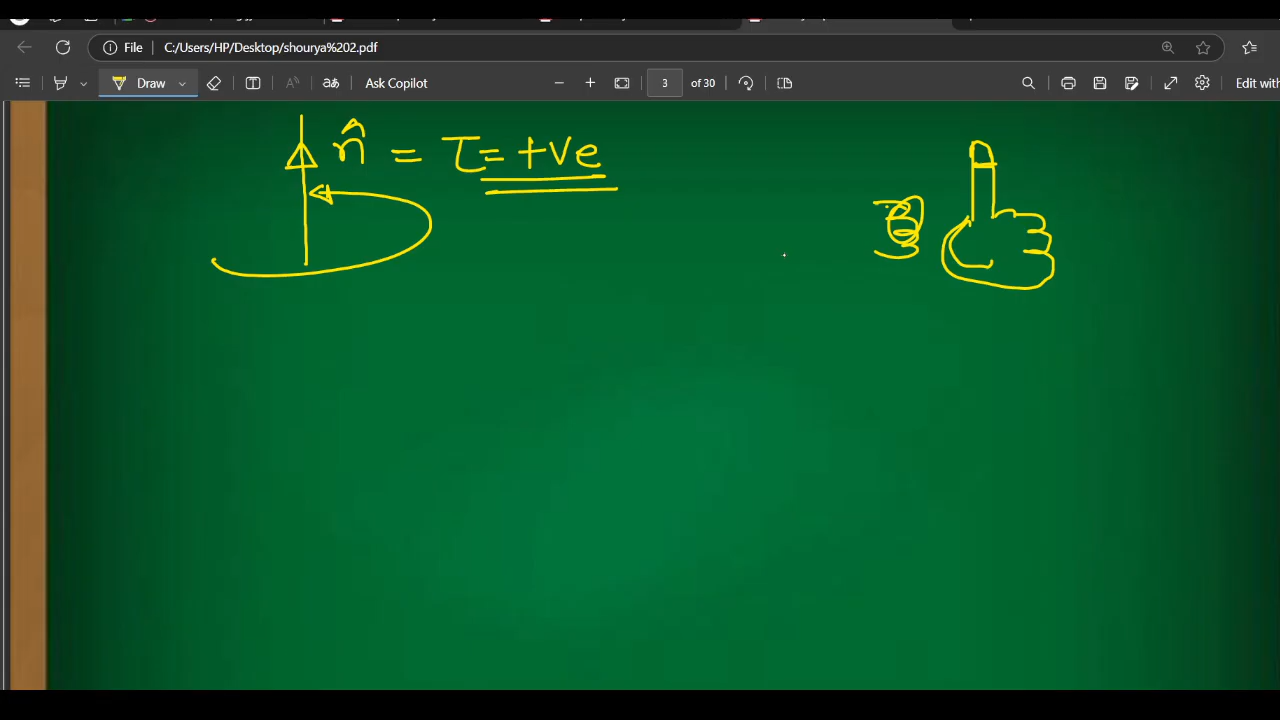 File | C:/Users/HP/Desktop/shourya%202.pdf
Draw Ask Copilot 3 of 30 Edit with
n̂ = τ = +ve